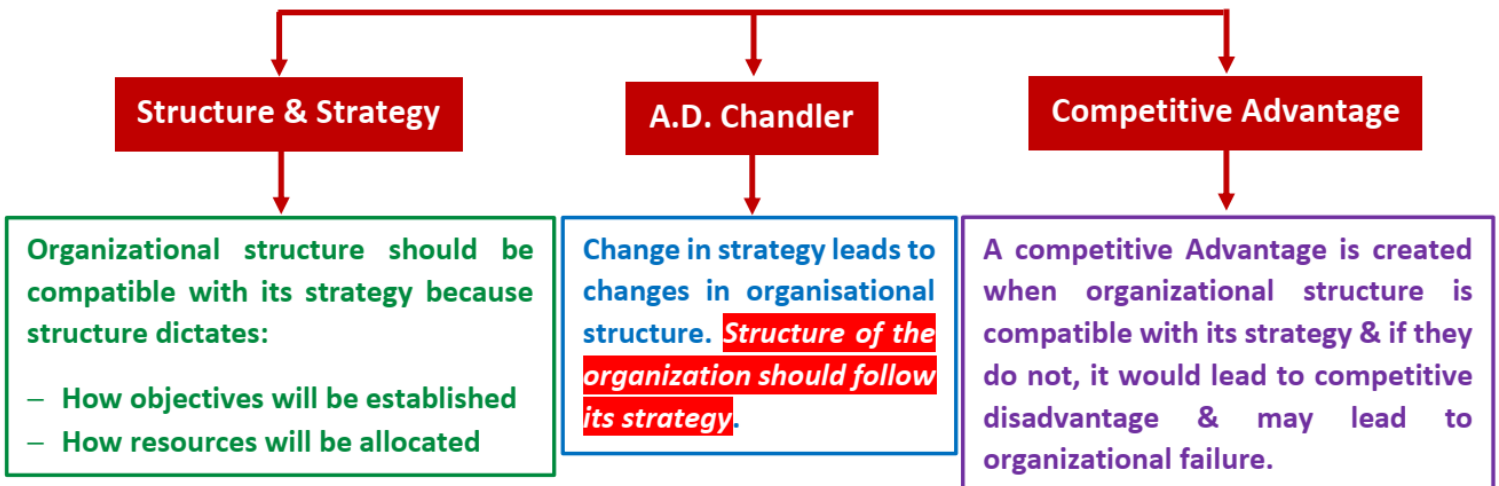 Structure & Strategy
A.D. Chandler
Competitive Advantage
Organizational structure should be
compatible with its strategy because
structure dictates:
– How objectives will be established
– How resources will be allocated
Change in strategy leads to
changes in organisational
structure. Structure of the
organization should follow
its strategy.
A competitive Advantage is created
when organizational structure is
compatible with its strategy & if they
do not, it would lead to competitive
disadvantage & may lead to
organizational failure.